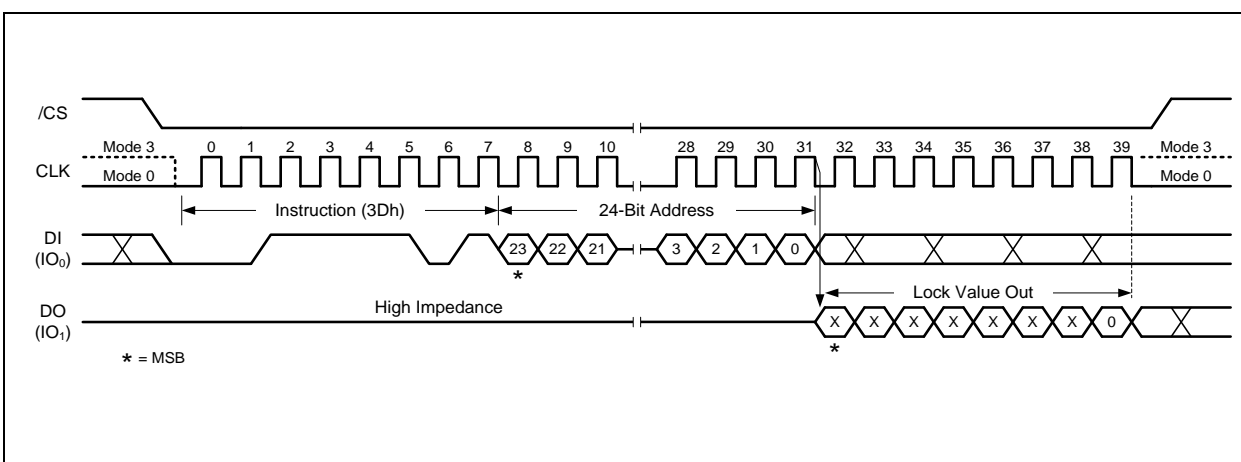 /CS
Mode 3 0 1 2 3 4 5 6 7 8 9 10 28 29 30 31 32 33 34 35 36 37 38 39 Mode 3
CLK
Mode 0 Mode 0
Instruction (3Dh) 24-Bit Address
DI
(IO₀)
23 22 21 3 2 1 0
*
Lock Value Out
High Impedance
DO
(IO₁)
X X X X X X X 0
*
* = MSB